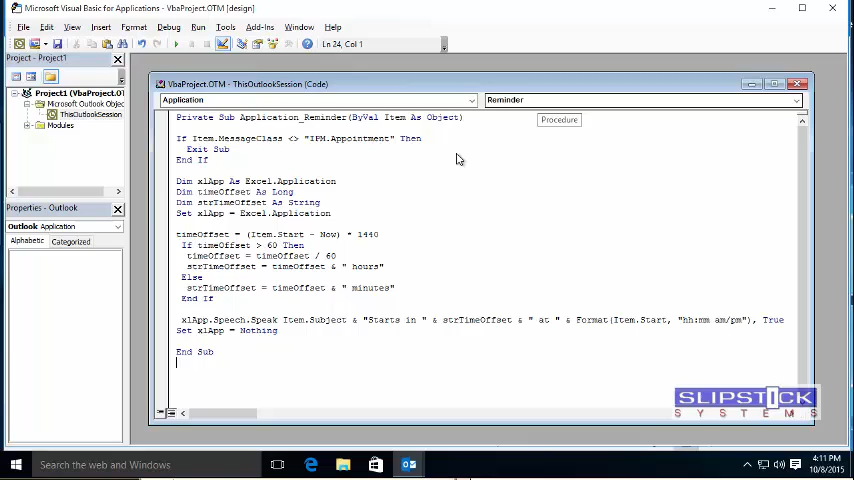 Microsoft Visual Basic for Applications - VbaProject.OTM [design]
File Edit View Insert Format Debug Run Tools Add-Ins Window Help
Ln 24, Col 1
Project - Project1
Project1 (VbaProject.OT
Microsoft Outlook Objec
ThisOutlookSession
Modules
Properties - Outlook
Outlook Application
Alphabetic Categorized
VbaProject.OTM - ThisOutlookSession (Code)
Application Reminder
Procedure
Private Sub Application_Reminder(ByVal Item As Object)
If Item.MessageClass <> "IPM.Appointment" Then
Exit Sub
End If
Dim xlApp As Excel.Application
Dim timeOffset As Long
Dim strTimeOffset As String
Set xlApp = Excel.Application
timeOffset = (Item.Start - Now) * 1440
If timeOffset > 60 Then
timeOffset = timeOffset / 60
strTimeOffset = timeOffset & " hours"
Else
strTimeOffset = timeOffset & " minutes"
End If
xlApp.Speech.Speak Item.Subject & "Starts in " & strTimeOffset & " at " & Format(Item.Start, "hh:mm am/pm"), True
Set xlApp = Nothing
End Sub
SLIPSTICK
SYSTEMS
Search the web and Windows
4:11 PM
10/8/2015